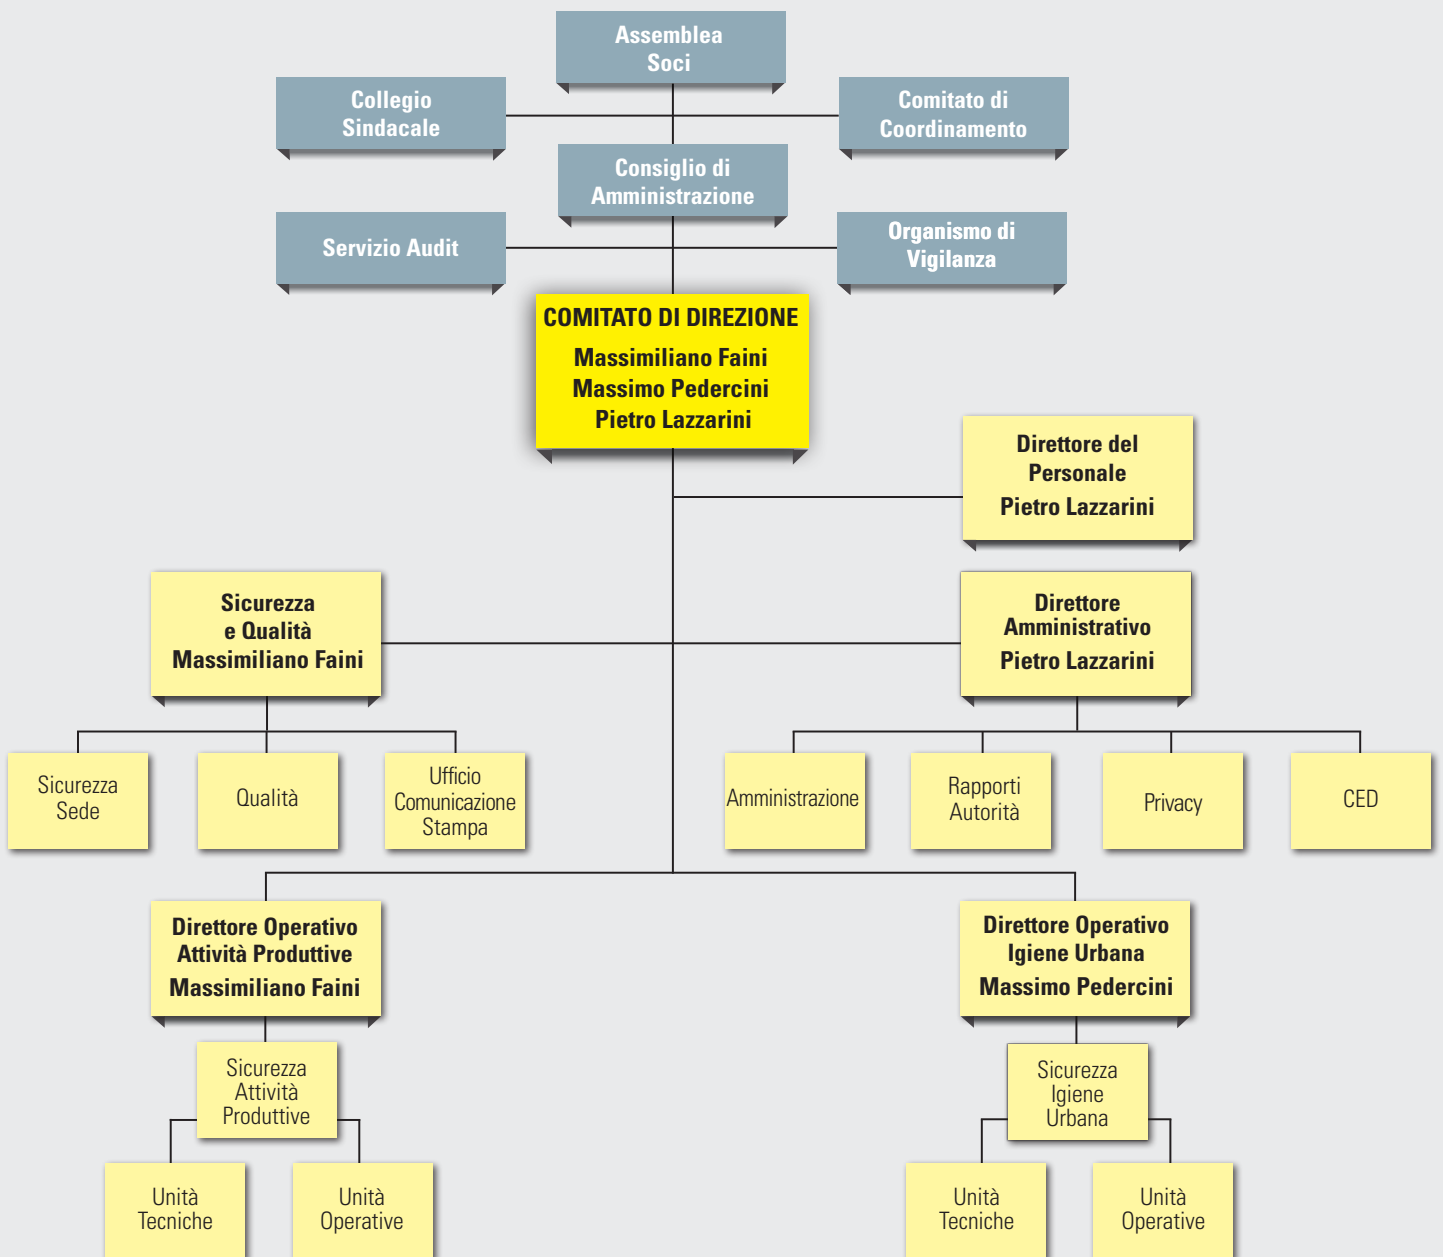 Assemblea
Soci
Collegio
Sindacale
Comitato di
Coordinamento
Consiglio di
Amministrazione
Servizio Audit
Organismo di
Vigilanza
COMITATO DI DIREZIONE
Massimiliano Faini
Massimo Pedercini
Pietro Lazzarini
Direttore del
Personale
Pietro Lazzarini
Sicurezza
e Qualità
Massimiliano Faini
Direttore
Amministrativo
Pietro Lazzarini
Sicurezza
Sede
Qualità
Ufficio
Comunicazione
Stampa
Amministrazione
Rapporti
Autorità
Privacy
CED
Direttore Operativo
Attività Produttive
Massimiliano Faini
Direttore Operativo
Igiene Urbana
Massimo Pedercini
Sicurezza
Attività
Produttive
Sicurezza
Igiene
Urbana
Unità
Tecniche
Unità
Operative
Unità
Tecniche
Unità
Operative